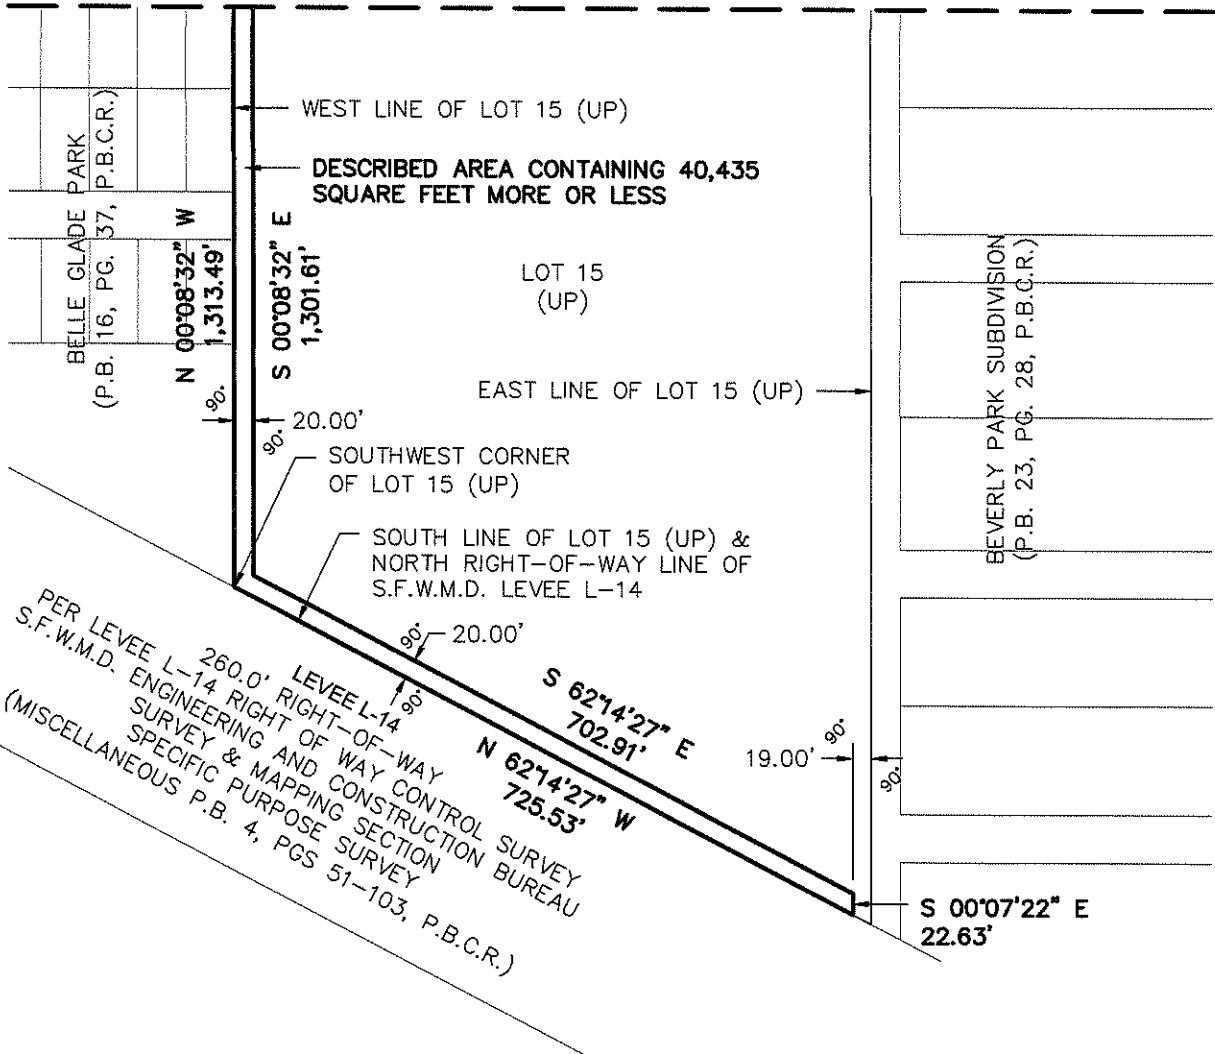 WEST LINE OF LOT 15 (UP)
DESCRIBED AREA CONTAINING 40,435
SQUARE FEET MORE OR LESS
BELLE GLADE PARK
(P.B. 16, PG. 37, P.B.C.R.)
N 00°08'32" W
1,313.49'
S 00°08'32" E
1,301.61'
LOT 15
(UP)
EAST LINE OF LOT 15 (UP)
BEVERLY PARK SUBDIVISION
(P.B. 23, PG. 28, P.B.C.R.)
90°
20.00'
90°
SOUTHWEST CORNER
OF LOT 15 (UP)
SOUTH LINE OF LOT 15 (UP) &
NORTH RIGHT-OF-WAY LINE OF
S.F.W.M.D. LEVEE L-14
90°
20.00'
90°
LEVEE L-14
260.0' RIGHT-OF-WAY
PER LEVEE L-14 RIGHT OF WAY CONTROL SURVEY
S.F.W.M.D. ENGINEERING AND CONSTRUCTION BUREAU
SURVEY & MAPPING SECTION
SPECIFIC PURPOSE SURVEY
(MISCELLANEOUS P.B. 4, PGS 51-103, P.B.C.R.)
S 62°14'27" E
702.91'
N 62°14'27" W
725.53'
19.00'
90°
90°
S 00°07'22" E
22.63'